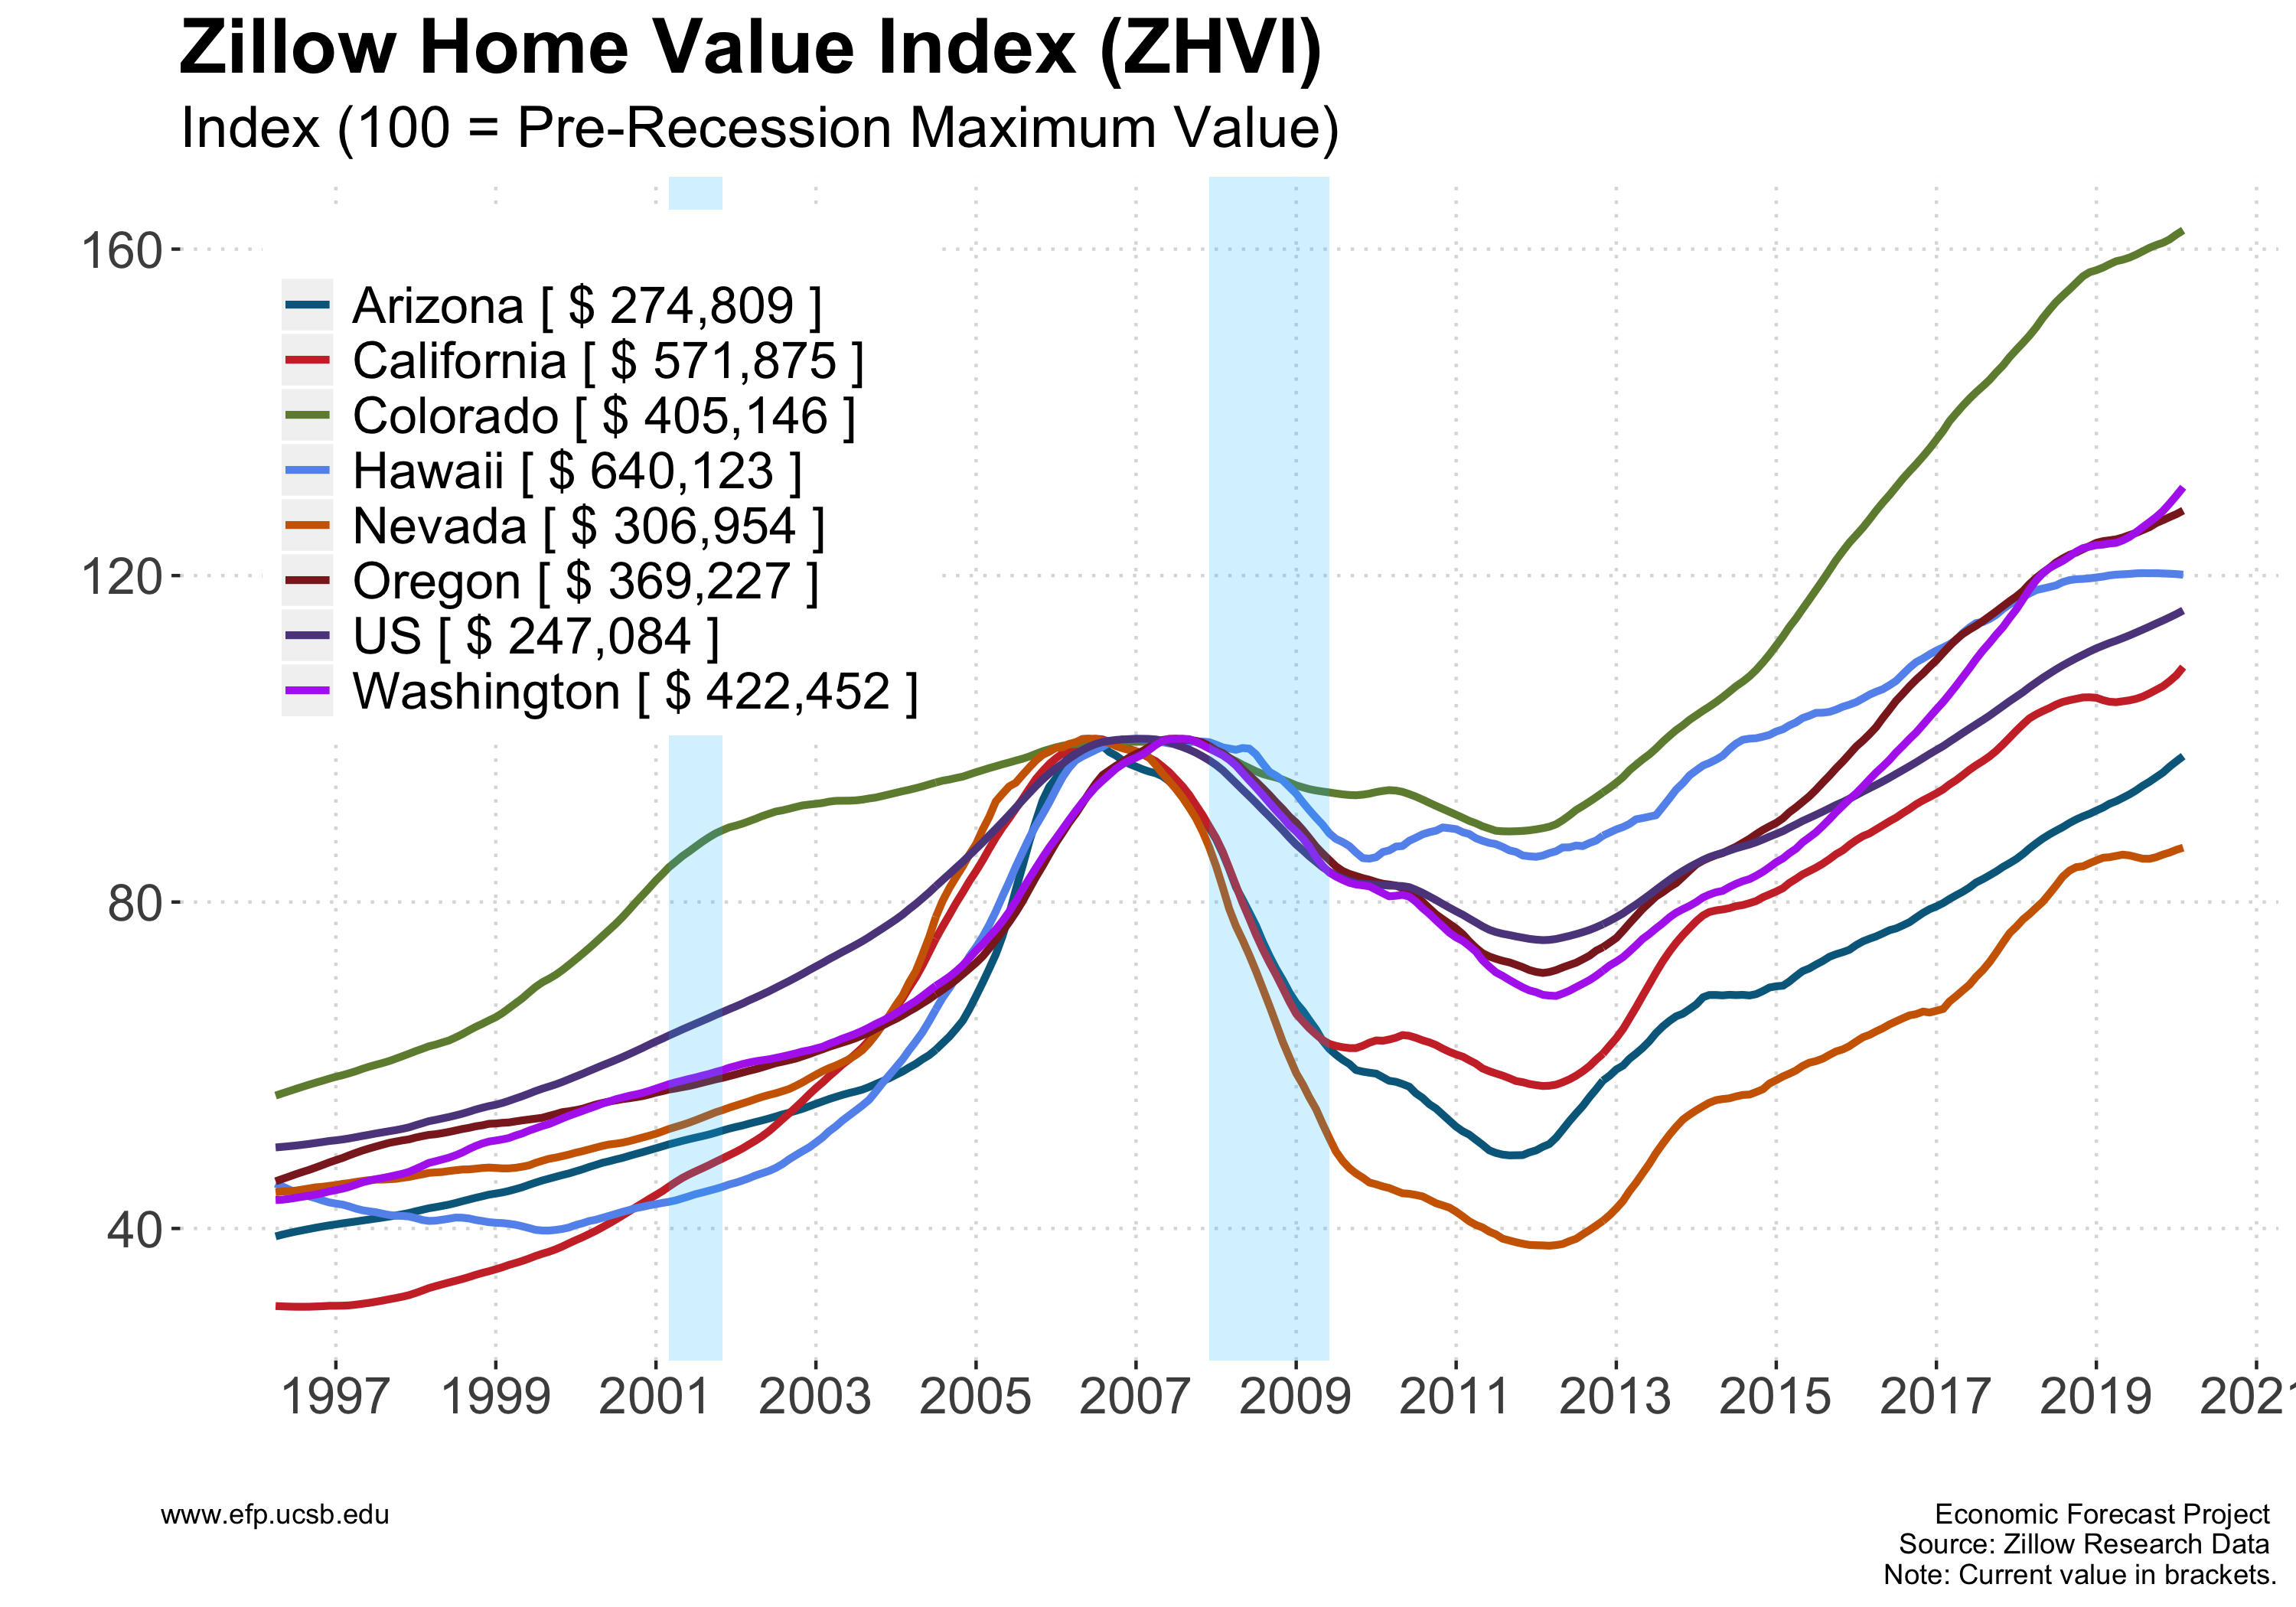 Zillow Home Value Index (ZHVI)
Index (100 = Pre-Recession Maximum Value)
160
120
80
40
Arizona [ $ 274,809 ]
California [ $ 571,875 ]
Colorado [ $ 405,146 ]
Hawaii [ $ 640,123 ]
Nevada [ $ 306,954 ]
Oregon [ $ 369,227 ]
US [ $ 247,084 ]
Washington [ $ 422,452 ]
1997 1999 2001 2003 2005 2007 2009 2011 2013 2015 2017 2019 2021
www.efp.ucsb.edu
Economic Forecast Project
Source: Zillow Research Data
Note: Current value in brackets.